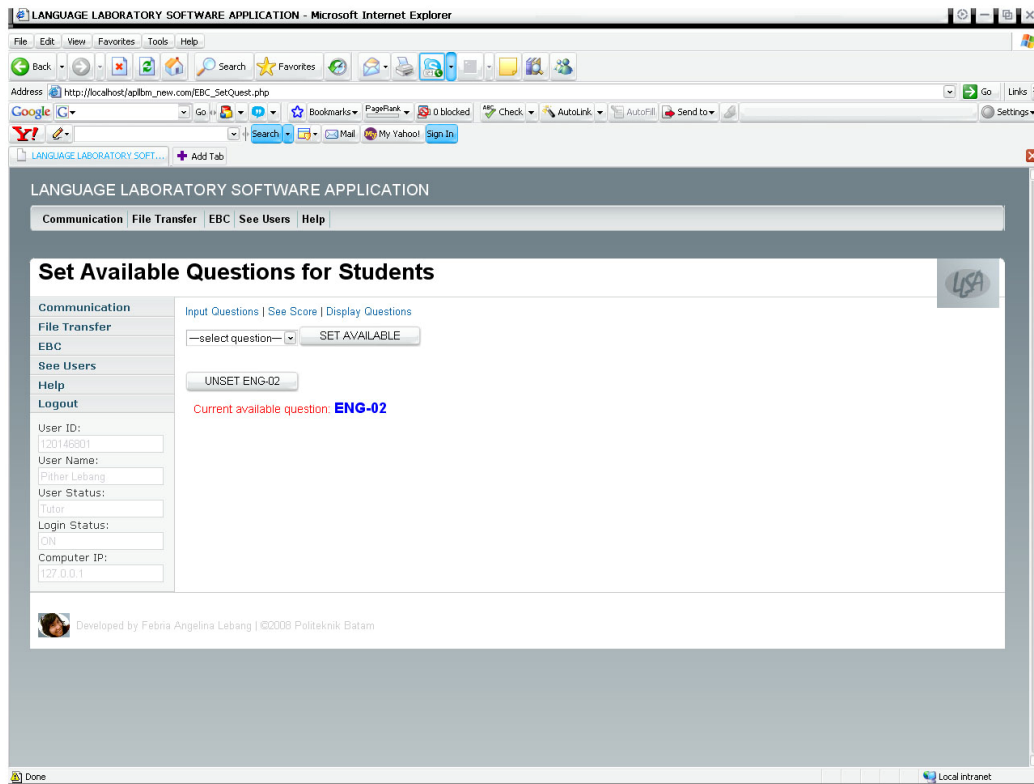 LANGUAGE LABORATORY SOFTWARE APPLICATION - Microsoft Internet Explorer
File Edit View Favorites Tools Help
Back Search Favorites
Address http://localhost/apllbm_new.com/EBC_SetQuest.php Go Links
Google G Go Bookmarks PageRank 0 blocked Check AutoLink AutoFill Send to Settings
Y! Search Mail My Yahoo! Sign In
LANGUAGE LABORATORY SOFT... Add Tab
LANGUAGE LABORATORY SOFTWARE APPLICATION
Communication File Transfer EBC See Users Help
Set Available Questions for Students
LISA
Communication
File Transfer
EBC
See Users
Help
Logout
User ID:
120146801
User Name:
Pither Lebang
User Status:
Tutor
Login Status:
ON
Computer IP:
127.0.0.1
Input Questions | See Score | Display Questions
—select question— SET AVAILABLE
UNSET ENG-02
Current available question: ENG-02
Developed by Febria Angelina Lebang | ©2008 Politeknik Batam
Done Local intranet